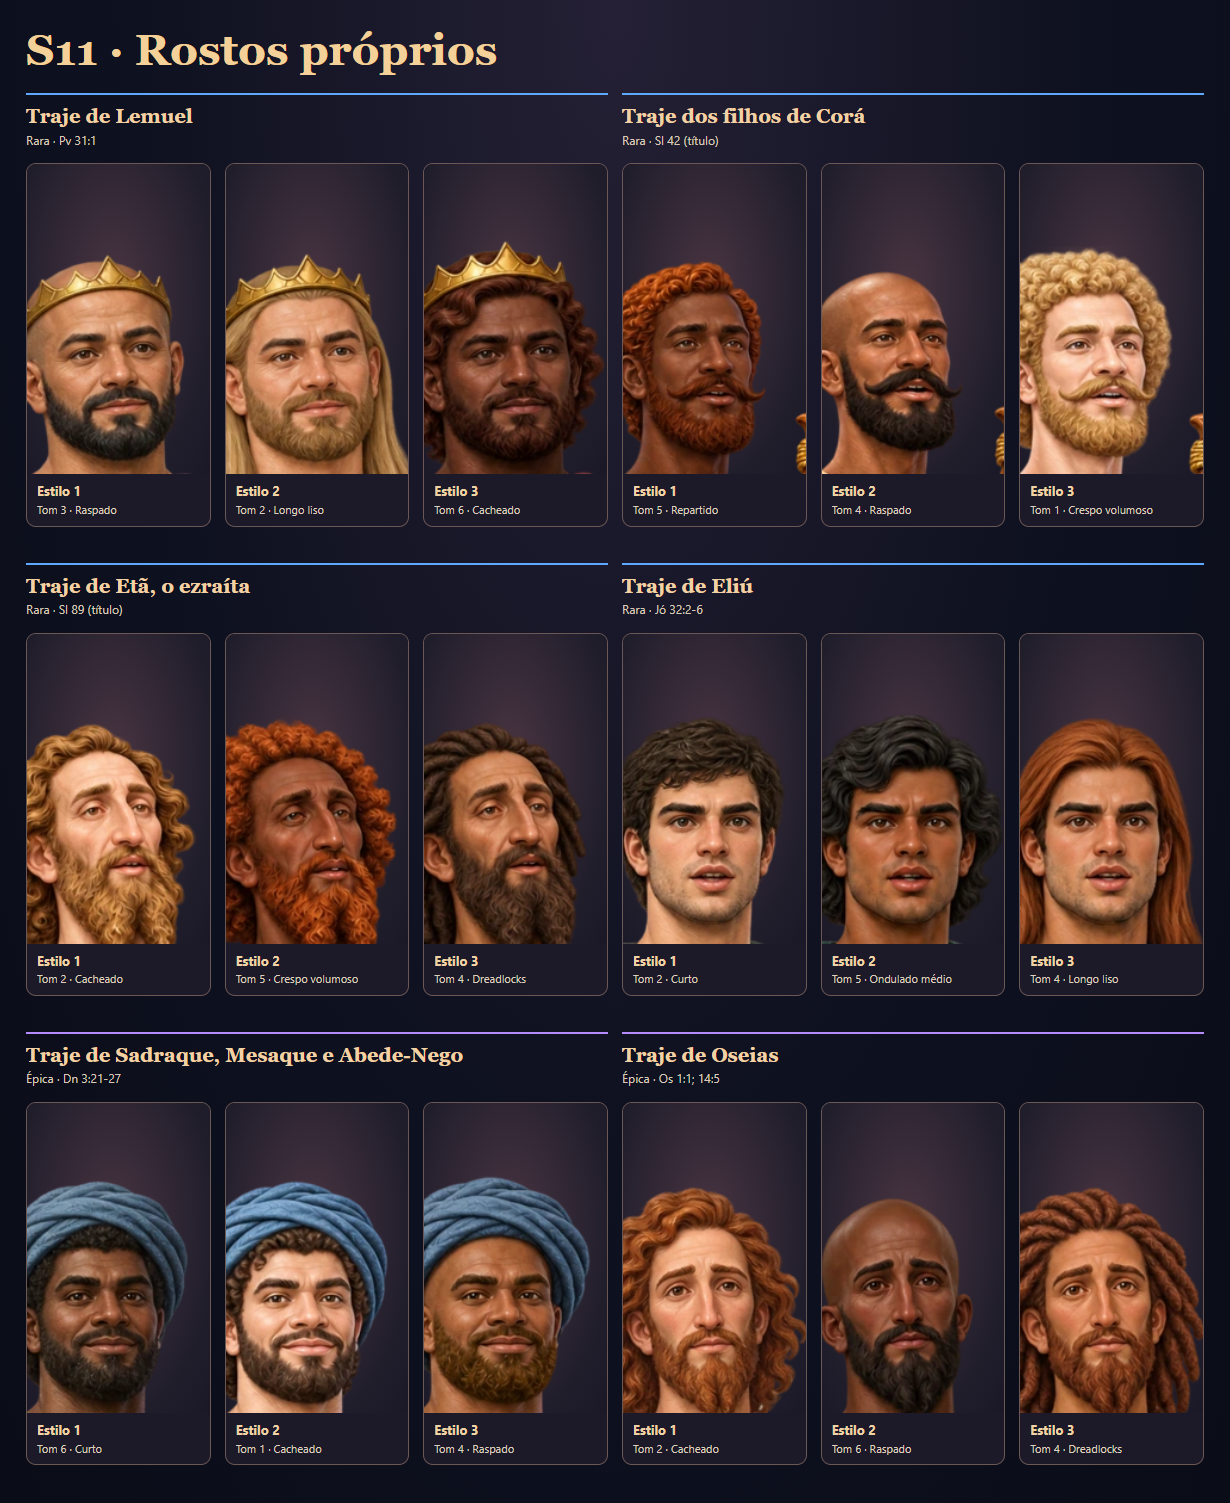 S11 · Rostos próprios
Traje de Lemuel
Rara · Pv 31:1
Estilo 1
Tom 3 · Raspado
Estilo 2
Tom 2 · Longo liso
Estilo 3
Tom 6 · Cacheado
Traje dos filhos de Corá
Rara · Sl 42 (título)
Estilo 1
Tom 5 · Repartido
Estilo 2
Tom 4 · Raspado
Estilo 3
Tom 1 · Crespo volumoso
Traje de Etã, o ezraíta
Rara · Sl 89 (título)
Estilo 1
Tom 2 · Cacheado
Estilo 2
Tom 5 · Crespo volumoso
Estilo 3
Tom 4 · Dreadlocks
Traje de Eliú
Rara · Jó 32:2-6
Estilo 1
Tom 2 · Curto
Estilo 2
Tom 5 · Ondulado médio
Estilo 3
Tom 4 · Longo liso
Traje de Sadraque, Mesaque e Abede-Nego
Épica · Dn 3:21-27
Estilo 1
Tom 6 · Curto
Estilo 2
Tom 1 · Cacheado
Estilo 3
Tom 4 · Raspado
Traje de Oseias
Épica · Os 1:1; 14:5
Estilo 1
Tom 2 · Cacheado
Estilo 2
Tom 6 · Raspado
Estilo 3
Tom 4 · Dreadlocks